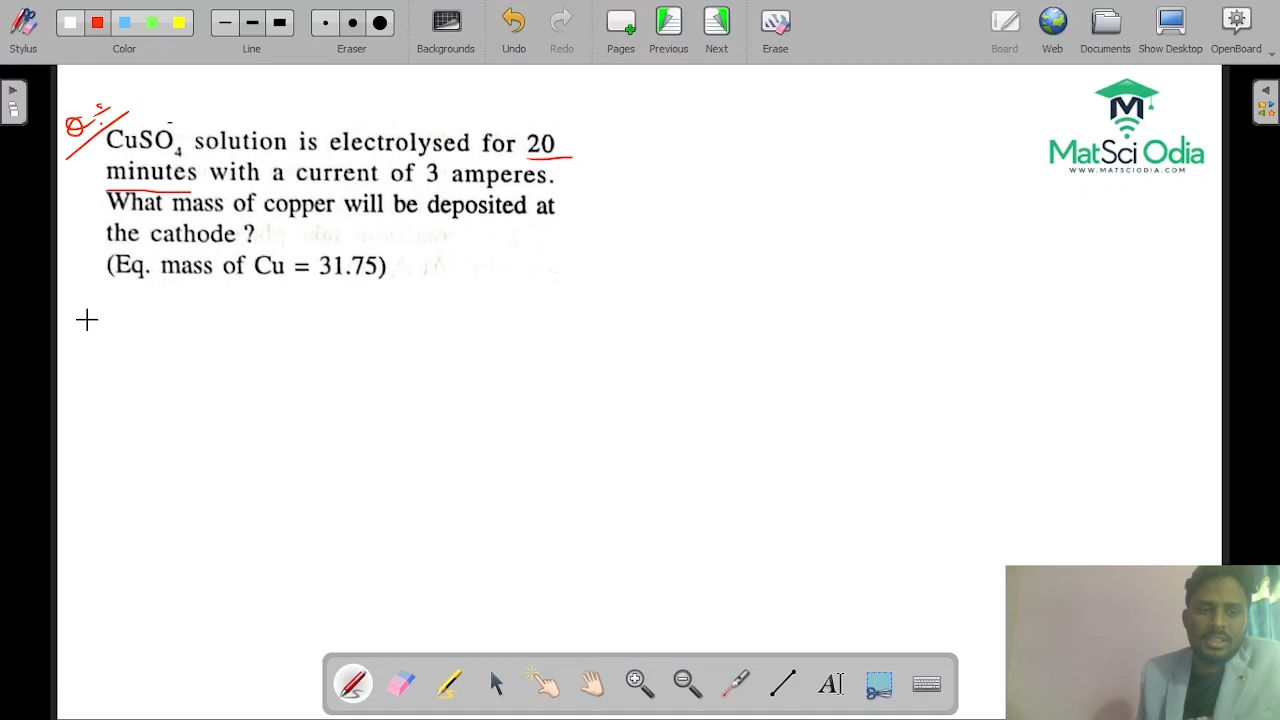 Stylus Color Line Eraser Backgrounds Undo Redo Pages Previous Next Erase Board Web Documents Show Desktop OpenBoard
Q:
CuSO₄ solution is electrolysed for 20
minutes with a current of 3 amperes.
What mass of copper will be deposited at
the cathode ?
(Eq. mass of Cu = 31.75)
M
MatSci Odia
WWW.MATSCIODIA.COM